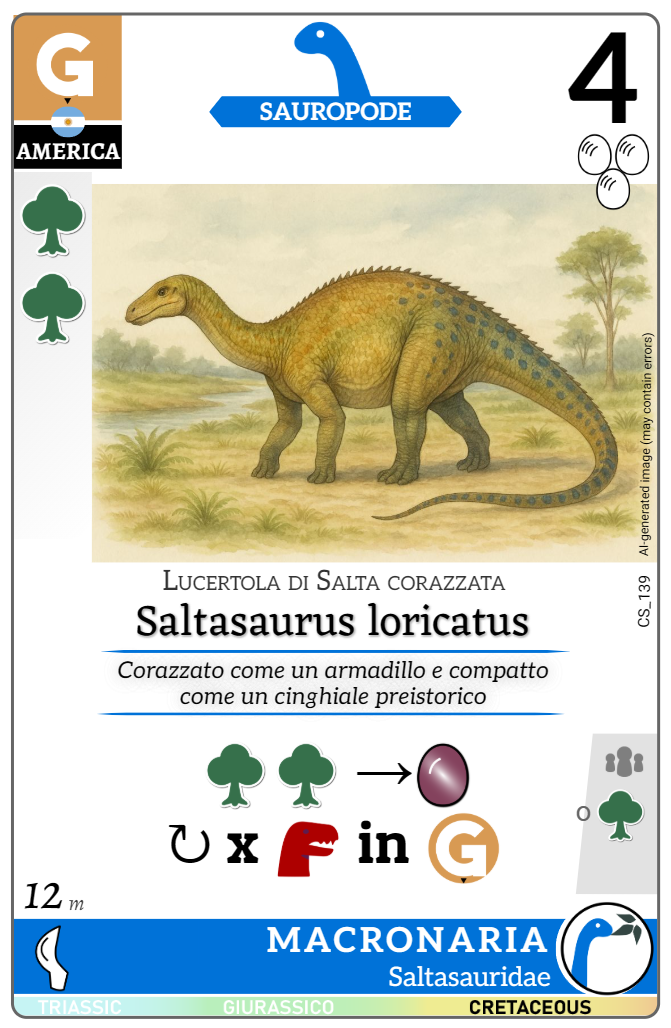 G
AMERICA
SAUROPODE
4
AI-generated image (may contain errors)
CS_139
Lucertola di Salta corazzata
Saltasaurus loricatus
Corazzato come un armadillo e compatto
come un cinghiale preistorico
x in G
o
12 m
MACRONARIA
Saltasauridae
TRIASSIC GIURASSICO CRETACEOUS